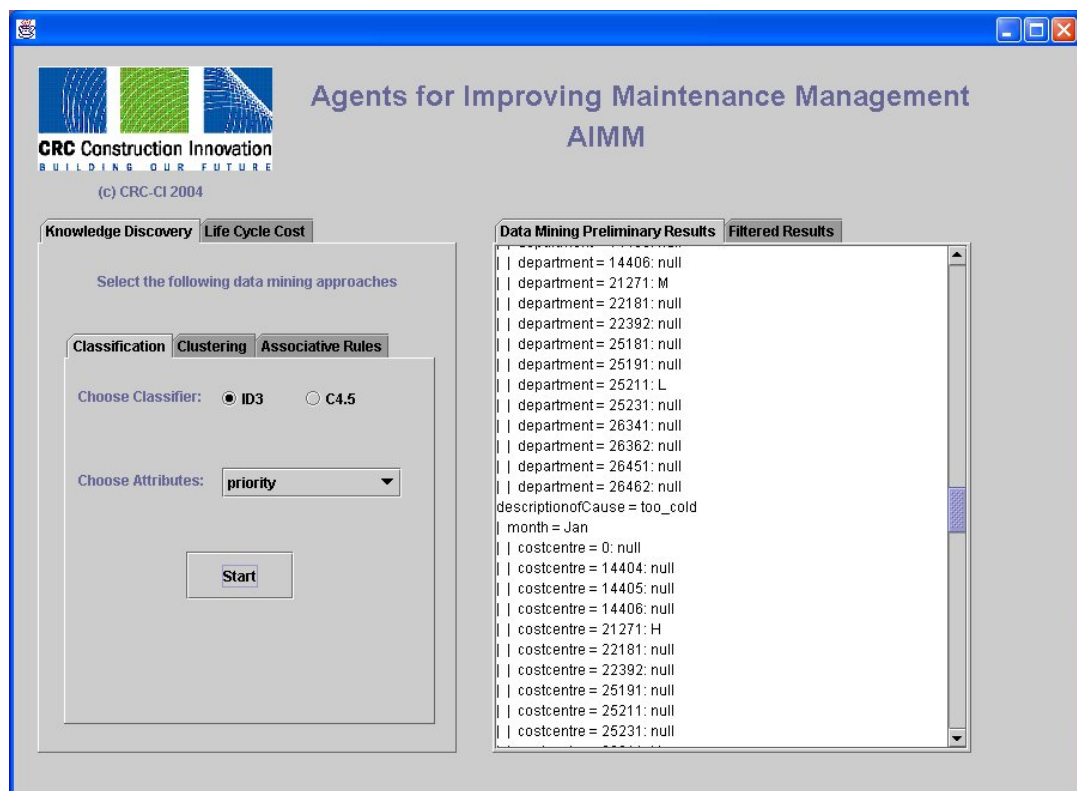 Agents for Improving Maintenance Management
AIMM
CRC Construction Innovation
BUILDING OUR FUTURE
(c) CRC-CI 2004
Knowledge Discovery Life Cycle Cost
Select the following data mining approaches
Classification Clustering Associative Rules
Choose Classifier: ID3 C4.5
Choose Attributes: priority
Start
Data Mining Preliminary Results Filtered Results
| | department = 14406: null
| | department = 21271: M
| | department = 22181: null
| | department = 22392: null
| | department = 25181: null
| | department = 25191: null
| | department = 25211: L
| | department = 25231: null
| | department = 26341: null
| | department = 26362: null
| | department = 26451: null
| | department = 26462: null
descriptionofCause = too_cold
| month = Jan
| | costcentre = 0: null
| | costcentre = 14404: null
| | costcentre = 14405: null
| | costcentre = 14406: null
| | costcentre = 21271: H
| | costcentre = 22181: null
| | costcentre = 22392: null
| | costcentre = 25191: null
| | costcentre = 25211: null
| | costcentre = 25231: null